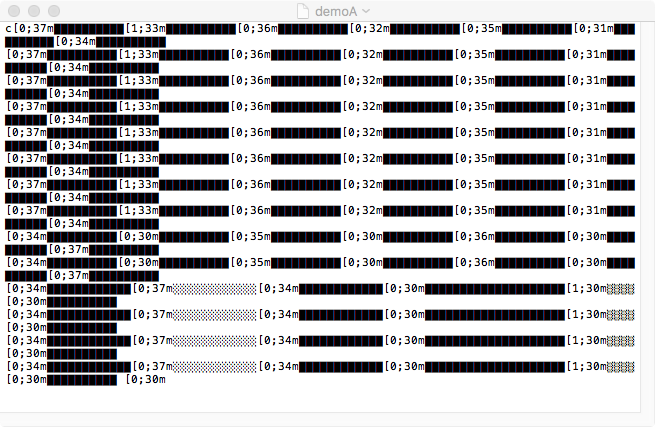 c[0;37m██████████[1;33m██████████[0;36m██████████[0;32m██████████[0;35m██████████[0;31m███
███████[0;34m██████████
[0;37m██████████[1;33m██████████[0;36m██████████[0;32m██████████[0;35m██████████[0;31m████
██████[0;34m██████████
[0;37m██████████[1;33m██████████[0;36m██████████[0;32m██████████[0;35m██████████[0;31m████
██████[0;34m██████████
[0;37m██████████[1;33m██████████[0;36m██████████[0;32m██████████[0;35m██████████[0;31m████
██████[0;34m██████████
[0;37m██████████[1;33m██████████[0;36m██████████[0;32m██████████[0;35m██████████[0;31m████
██████[0;34m██████████
[0;37m██████████[1;33m██████████[0;36m██████████[0;32m██████████[0;35m██████████[0;31m████
██████[0;34m██████████
[0;37m██████████[1;33m██████████[0;36m██████████[0;32m██████████[0;35m██████████[0;31m████
██████[0;34m██████████
[0;37m██████████[1;33m██████████[0;36m██████████[0;32m██████████[0;35m██████████[0;31m████
██████[0;34m██████████
[0;34m██████████[0;30m██████████[0;35m██████████[0;30m██████████[0;36m██████████[0;30m████
██████[0;37m██████████
[0;34m██████████[0;30m██████████[0;35m██████████[0;30m██████████[0;36m██████████[0;30m████
██████[0;37m██████████
[0;34m████████████[0;37m░░░░░░░░░░░░[0;34m████████████[0;30m████████████████████[1;30m░░░░
[0;30m██████████
[0;34m████████████[0;37m░░░░░░░░░░░░[0;34m████████████[0;30m████████████████████[1;30m░░░░
[0;30m██████████
[0;34m████████████[0;37m░░░░░░░░░░░░[0;34m████████████[0;30m████████████████████[1;30m░░░░
[0;30m██████████
[0;34m████████████[0;37m░░░░░░░░░░░░[0;34m████████████[0;30m████████████████████[1;30m░░░░
[0;30m██████████ [0;30m